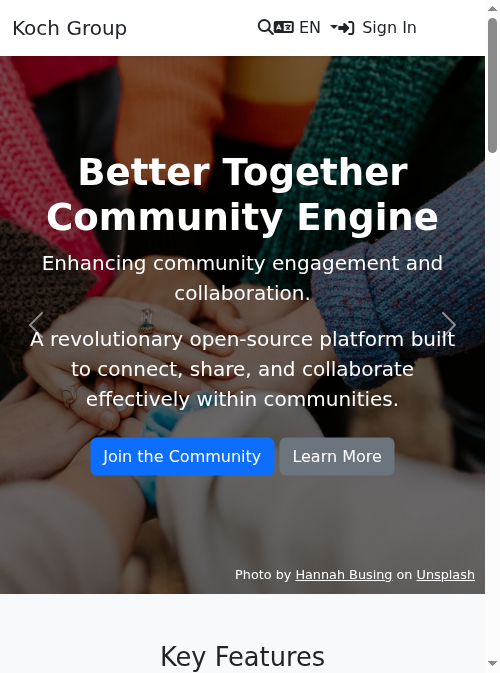 Koch Group
EN
Sign In
Better Together
Community Engine
Enhancing community engagement and
collaboration.
A revolutionary open-source platform built
to connect, share, and collaborate
effectively within communities.
Join the Community
Learn More
Photo by Hannah Busing on Unsplash
Key Features